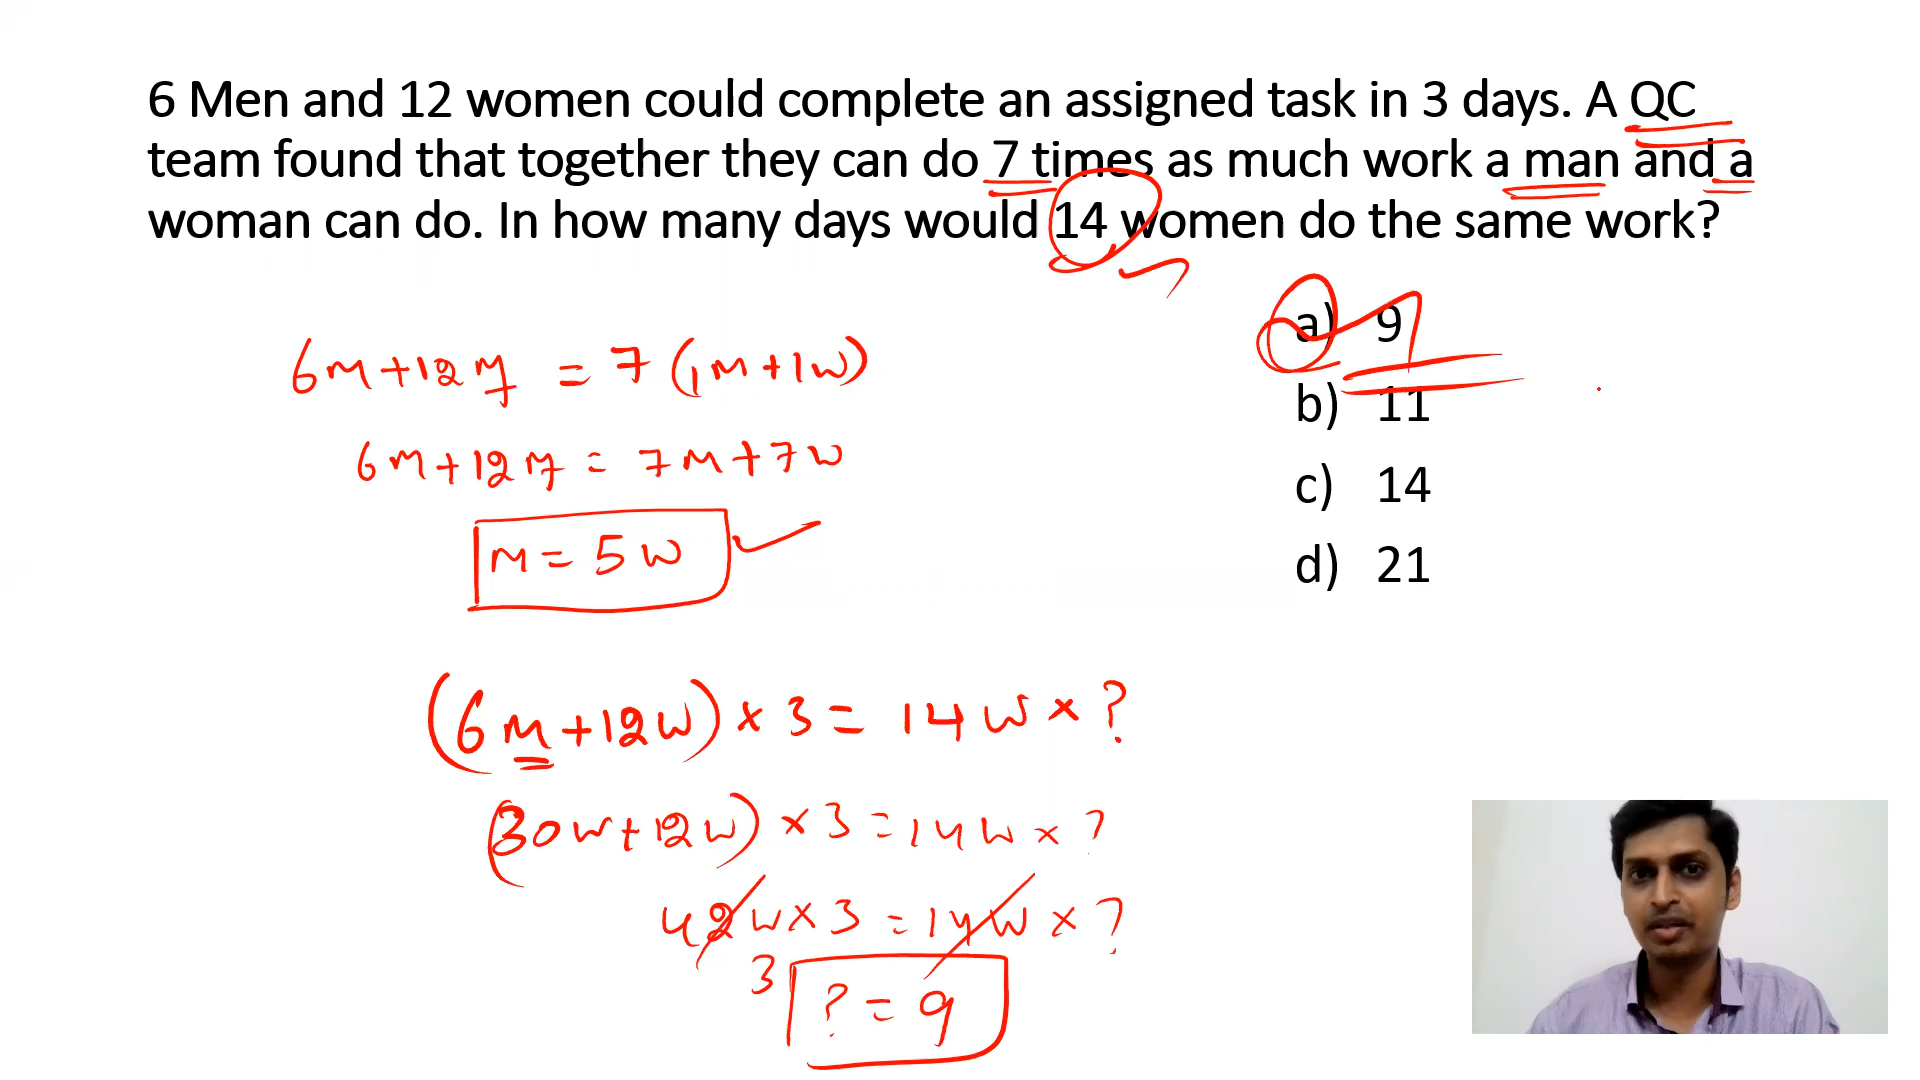 6 Men and 12 women could complete an assigned task in 3 days. A QC
team found that together they can do 7 times as much work a man and a
woman can do. In how many days would 14 women do the same work?
a) 9
b) 11
c) 14
d) 21
6M+12M = 7 (1M+1W)
6M+12M = 7M+7W
M = 5W
(6M+12W) × 3 = 14W × ?
(30W+12W) × 3 = 14W × ?
42W × 3 = 14W × ?
3
? = 9